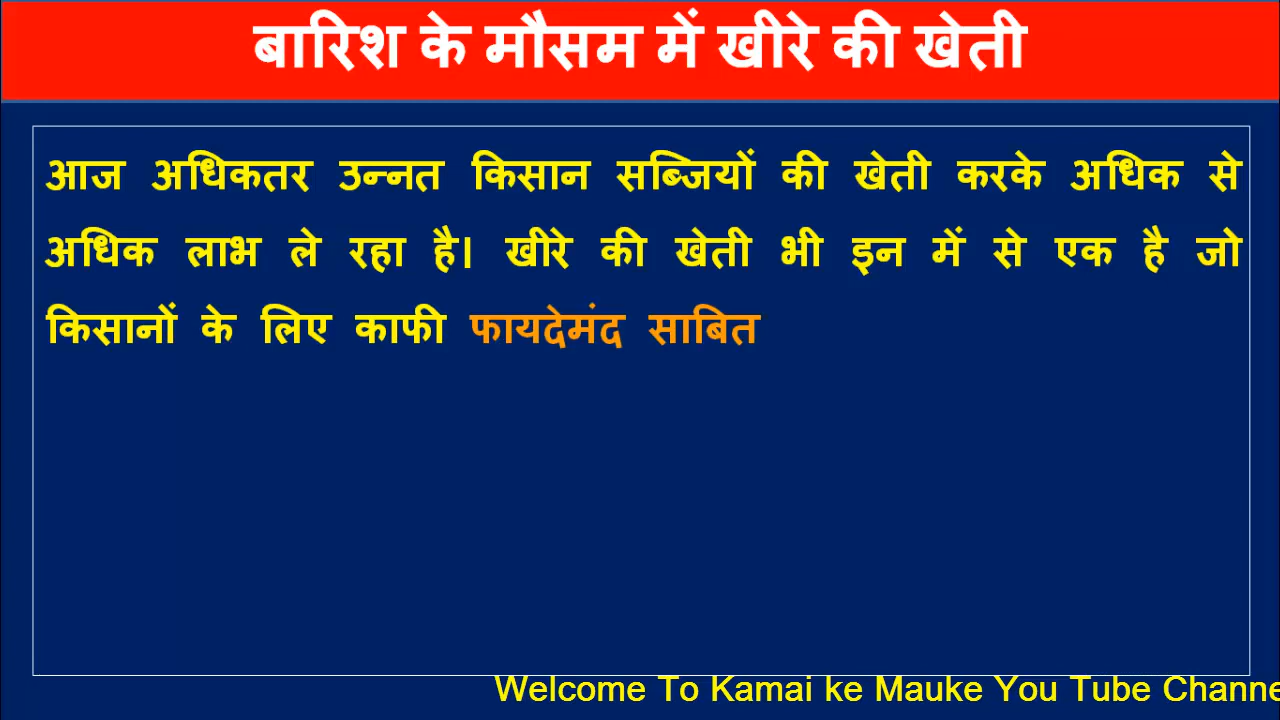 बारिश के मौसम में खीरे की खेती
आज अधिकतर उन्नत किसान सब्जियों की खेती करके अधिक से
अधिक लाभ ले रहा है। खीरे की खेती भी इन में से एक है जो
किसानों के लिए काफी फायदेमंद साबित
Welcome To Kamai ke Mauke You Tube Channe